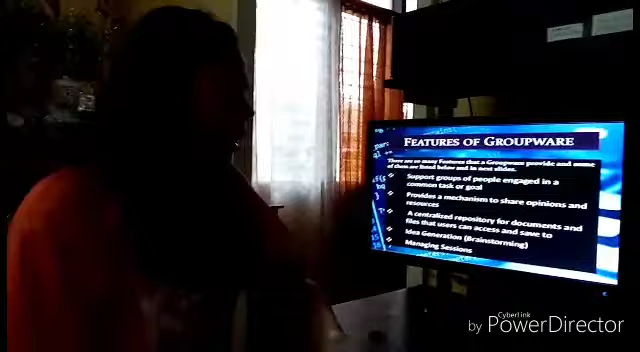 FEATURES OF GROUPWARE
There are so many Features that a Groupware provide and some
of them are listed below and in next slides.
Support groups of people engaged in a
common task or goal
Provides a mechanism to share opinions and
resources
A centralized repository for documents and
files that users can access and save to
Idea Generation (Brainstorming)
Managing Sessions
CyberLink
by PowerDirector